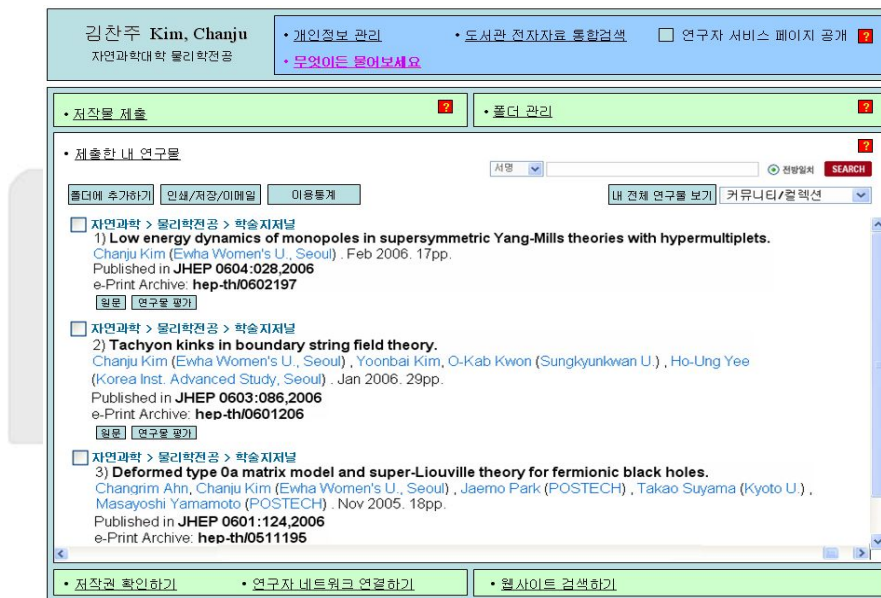 김찬주 Kim, Chanju
자연과학대학 물리학전공
• 개인정보 관리 • 도서관 전자자료 통합검색 연구자 서비스 페이지 공개 ?
• 무엇이든 물어보세요
• 저작물 제출 ?
• 폴더 관리 ?
• 제출한 내 연구물 ?
서명 전방일치 SEARCH
폴더에 추가하기 인쇄/저장/이메일 이용통계 내 전체 연구물 보기 커뮤니티/컬렉션
자연과학 > 물리학전공 > 학술지저널
1) Low energy dynamics of monopoles in supersymmetric Yang-Mills theories with hypermultiplets.
Chanju Kim (Ewha Women's U., Seoul) . Feb 2006. 17pp.
Published in JHEP 0604:028,2006
e-Print Archive: hep-th/0602197
원문 연구물 평가
자연과학 > 물리학전공 > 학술지저널
2) Tachyon kinks in boundary string field theory.
Chanju Kim (Ewha Women's U., Seoul) , Yoonbai Kim, O-Kab Kwon (Sungkyunkwan U.) , Ho-Ung Yee
(Korea Inst. Advanced Study, Seoul) . Jan 2006. 29pp.
Published in JHEP 0603:086,2006
e-Print Archive: hep-th/0601206
원문 연구물 평가
자연과학 > 물리학전공 > 학술지저널
3) Deformed type 0a matrix model and super-Liouville theory for fermionic black holes.
Changrim Ahn, Chanju Kim (Ewha Women's U., Seoul) , Jaemo Park (POSTECH) , Takao Suyama (Kyoto U.) ,
Masayoshi Yamamoto (POSTECH) . Nov 2005. 18pp.
Published in JHEP 0601:124,2006
e-Print Archive: hep-th/0511195
• 저작권 확인하기 • 연구자 네트워크 연결하기 • 웹사이트 검색하기